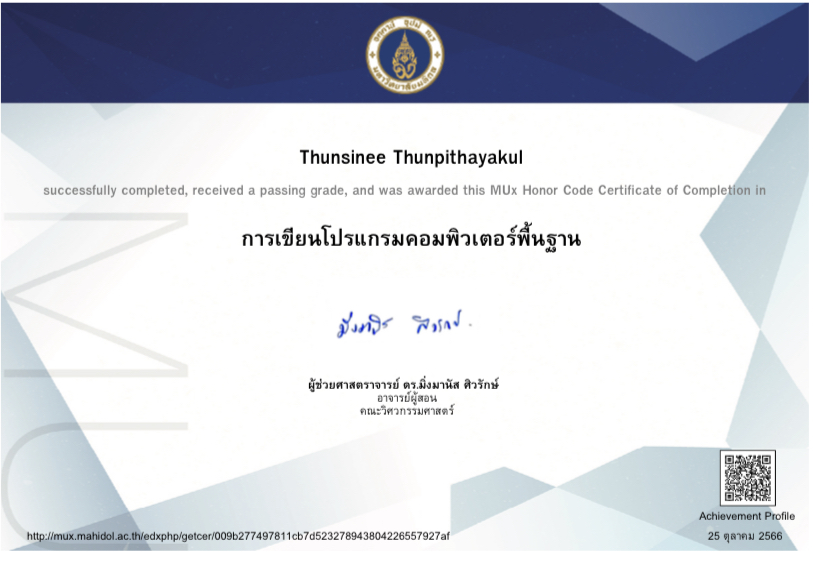 Thunsinee Thunpithayakul
successfully completed, received a passing grade, and was awarded this MUx Honor Code Certificate of Completion in
การเขียนโปรแกรมคอมพิวเตอร์พื้นฐาน
ผู้ช่วยศาสตราจารย์ ดร.มิ่งมานัส ศิวรักษ์
อาจารย์ผู้สอน
คณะวิศวกรรมศาสตร์
Achievement Profile
http://mux.mahidol.ac.th/edxphp/getcer/009b277497811cb7d523278943804226557927af
25 ตุลาคม 2566